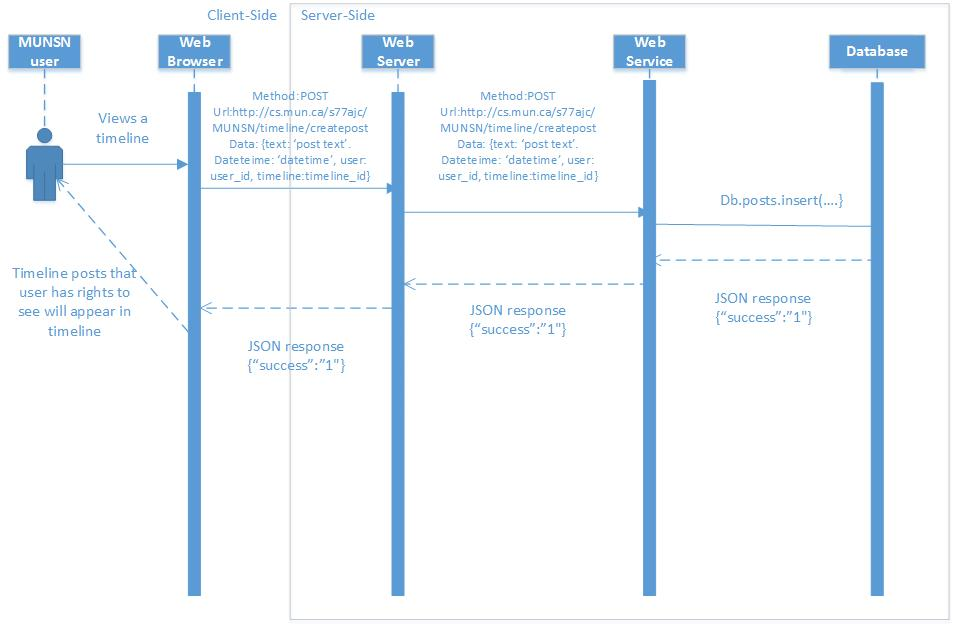 Client-Side
Server-Side
MUNSN
user
Web
Browser
Web
Server
Web
Service
Database
Views a
timeline
Method:POST
Url:http://cs.mun.ca/s77ajc/
MUNSN/timeline/createpost
Data: {text: ‘post text’.
Dateteime: ‘datetime’, user:
user_id, timeline:timeline_id}
Method:POST
Url:http://cs.mun.ca/s77ajc/
MUNSN/timeline/createpost
Data: {text: ‘post text’.
Dateteime: ‘datetime’, user:
user_id, timeline:timeline_id}
Db.posts.insert(....}
Timeline posts that
user has rights to
see will appear in
timeline
JSON response
{“success”:”1"}
JSON response
{“success”:”1"}
JSON response
{“success”:”1"}